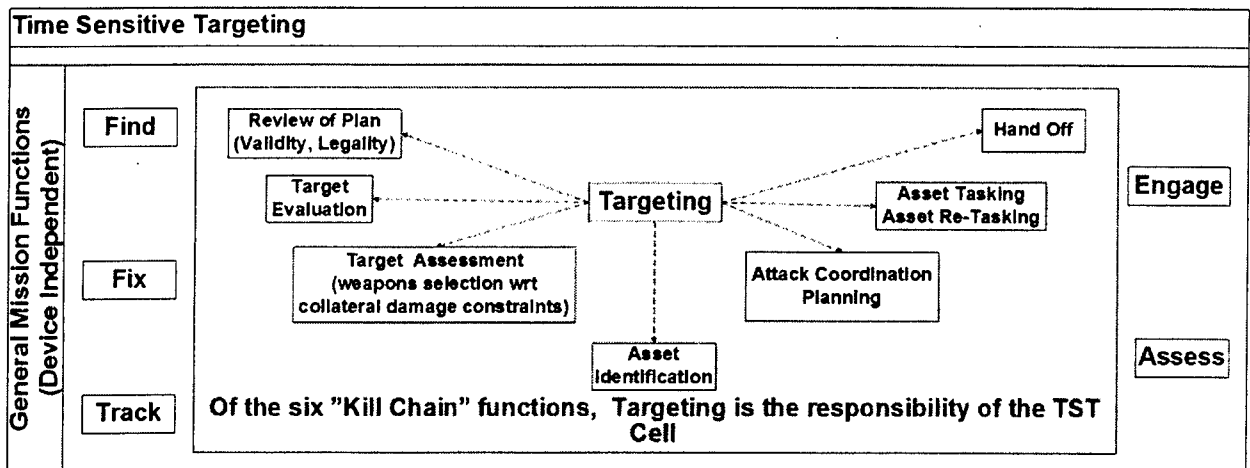 Time Sensitive Targeting
General Mission Functions
(Device Independent)
Find
Fix
Track
Review of Plan
(Validity, Legality)
Target
Evaluation
Target Assessment
(weapons selection wrt
collateral damage constraints)
Targeting
Asset
Identification
Hand Off
Asset Tasking
Asset Re-Tasking
Attack Coordination
Planning
Of the six "Kill Chain" functions, Targeting is the responsibility of the TST
Cell
Engage
Assess